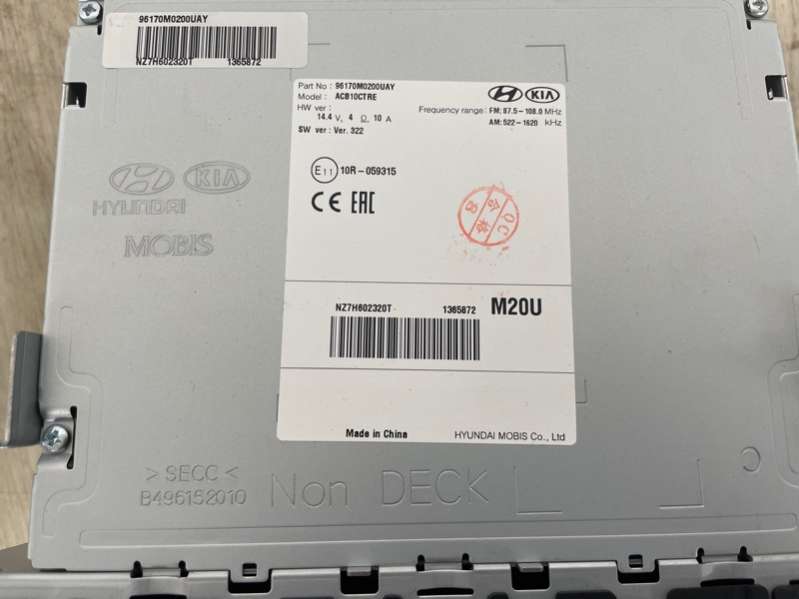 96170M0200UAY
NZ7H602320T 1365872
Part No : 96170M0200UAY
Model : ACB10CTRE
HW ver :
14.4 V, 4 Ω, 10 A
SW ver : Ver. 322
HYUNDAI KIA
Frequency range : FM; 87.5 - 108.0 MHz
AM; 522 - 1620 kHz
E11 10R - 059315
CE EAC
QC
KIA
HYUNDAI
MOBIS
NZ7H602320T 1365872 M20U
Made in China HYUNDAI MOBIS Co., Ltd
> SECC <
B496152010 Non DECK
C